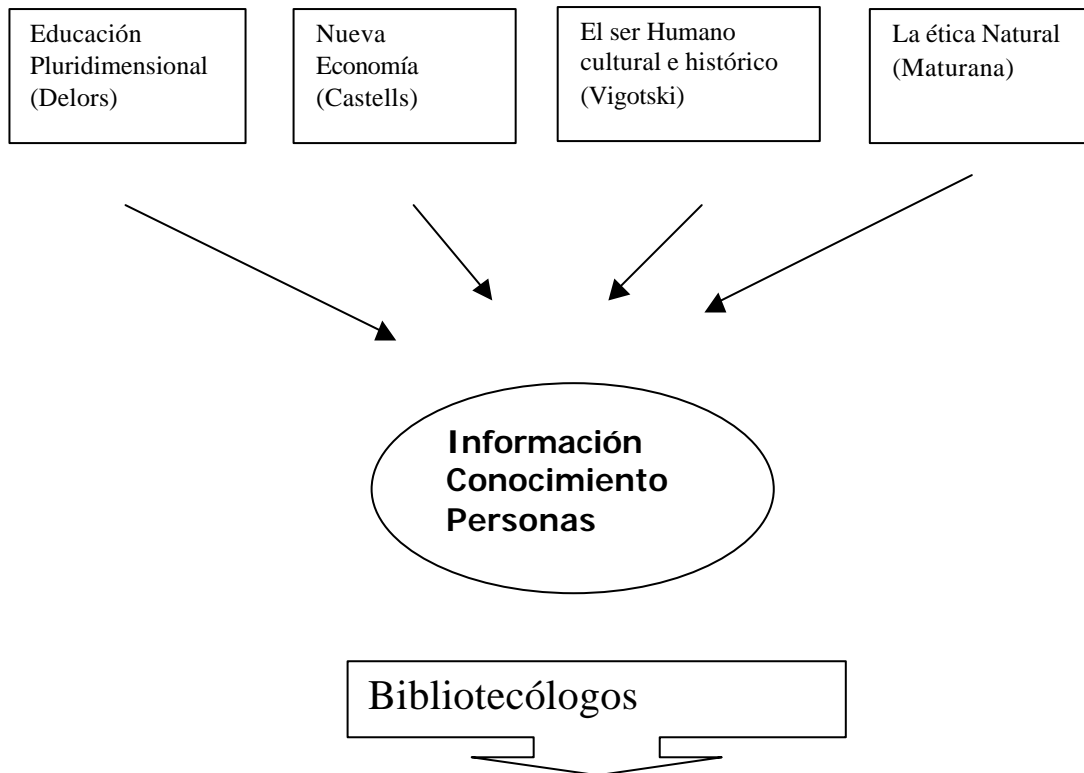 Educación
Pluridimensional
(Delors)
Nueva
Economía
(Castells)
El ser Humano
cultural e histórico
(Vigotski)
La ética Natural
(Maturana)
Información
Conocimiento
Personas
Bibliotecólogos